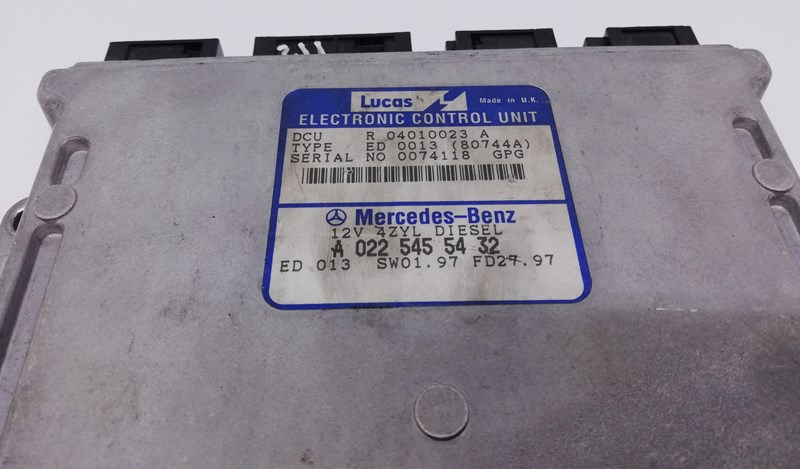 211
Lucas Made in U.K.
ELECTRONIC CONTROL UNIT
DCU R 04010023 A
TYPE ED 0013 (80744A)
SERIAL NO 0074118 GPG
Mercedes-Benz
12V 4ZYL DIESEL
A 022 545 54 32
ED 013 SW01.97 FD27.97